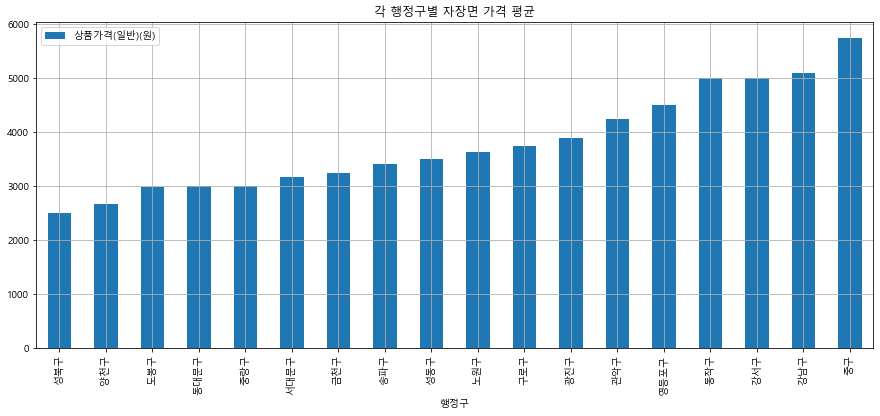 각 행정구별 자장면 가격 평균
상품가격(일반)(원)
6000
5000
4000
3000
2000
1000
0
성북구
양천구
도봉구
동대문구
중랑구
서대문구
금천구
송파구
성동구
노원구
구로구
광진구
관악구
영등포구
동작구
강서구
강남구
중구
행정구